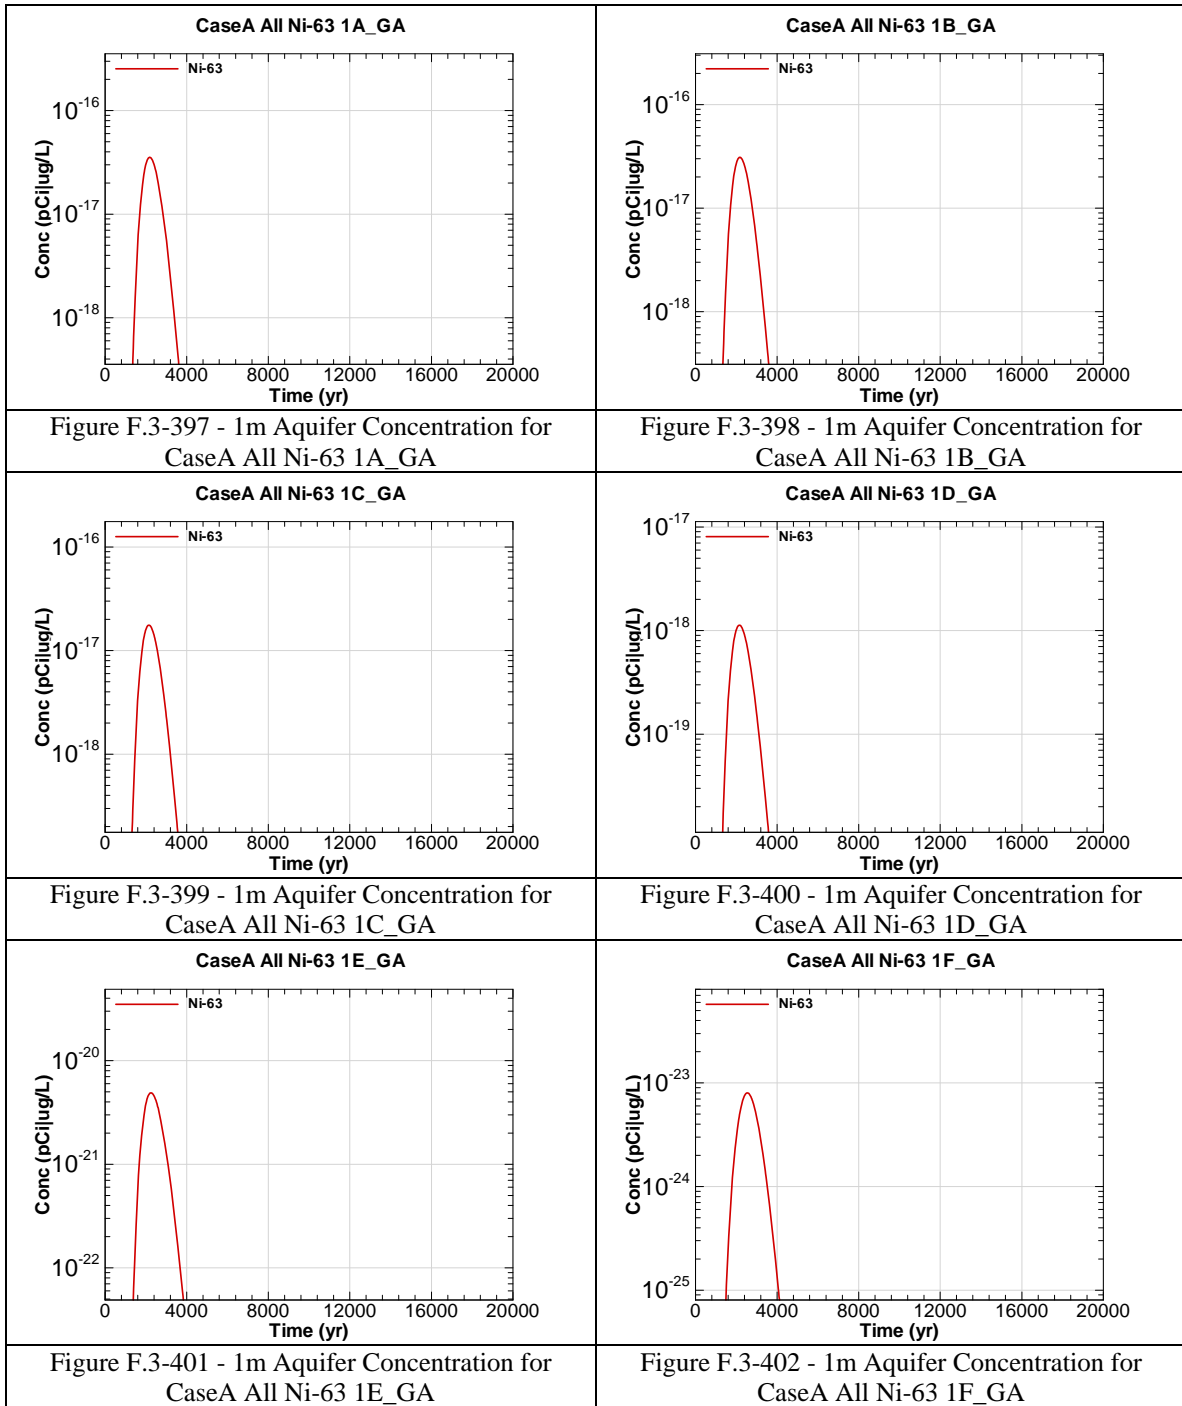 CaseA All Ni-63 1A_GA
Ni-63
10-16
10-17
10-18
Conc (pCi|ug/L)
0 4000 8000 12000 16000 20000
Time (yr)
Figure F.3-397 - 1m Aquifer Concentration for
CaseA All Ni-63 1A_GA
CaseA All Ni-63 1B_GA
Ni-63
10-16
10-17
10-18
Conc (pCi|ug/L)
0 4000 8000 12000 16000 20000
Time (yr)
Figure F.3-398 - 1m Aquifer Concentration for
CaseA All Ni-63 1B_GA
CaseA All Ni-63 1C_GA
Ni-63
10-16
10-17
10-18
Conc (pCi|ug/L)
0 4000 8000 12000 16000 20000
Time (yr)
Figure F.3-399 - 1m Aquifer Concentration for
CaseA All Ni-63 1C_GA
CaseA All Ni-63 1D_GA
Ni-63
10-17
10-18
10-19
Conc (pCi|ug/L)
0 4000 8000 12000 16000 20000
Time (yr)
Figure F.3-400 - 1m Aquifer Concentration for
CaseA All Ni-63 1D_GA
CaseA All Ni-63 1E_GA
Ni-63
10-20
10-21
10-22
Conc (pCi|ug/L)
0 4000 8000 12000 16000 20000
Time (yr)
Figure F.3-401 - 1m Aquifer Concentration for
CaseA All Ni-63 1E_GA
CaseA All Ni-63 1F_GA
Ni-63
10-23
10-24
10-25
Conc (pCi|ug/L)
0 4000 8000 12000 16000 20000
Time (yr)
Figure F.3-402 - 1m Aquifer Concentration for
CaseA All Ni-63 1F_GA